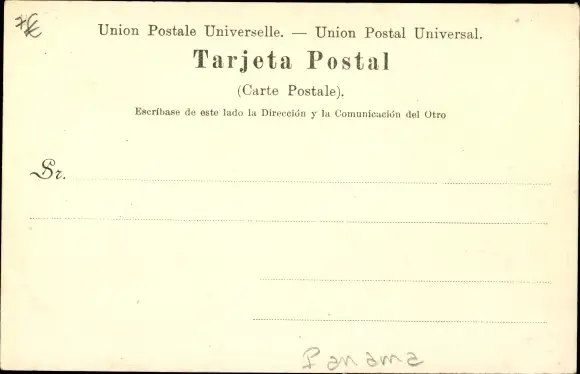 7€
Union Postale Universelle. — Union Postal Universal.
Tarjeta Postal
(Carte Postale).
Escríbase de este lado la Dirección y la Comunicación del Otro
Sr.
Panama